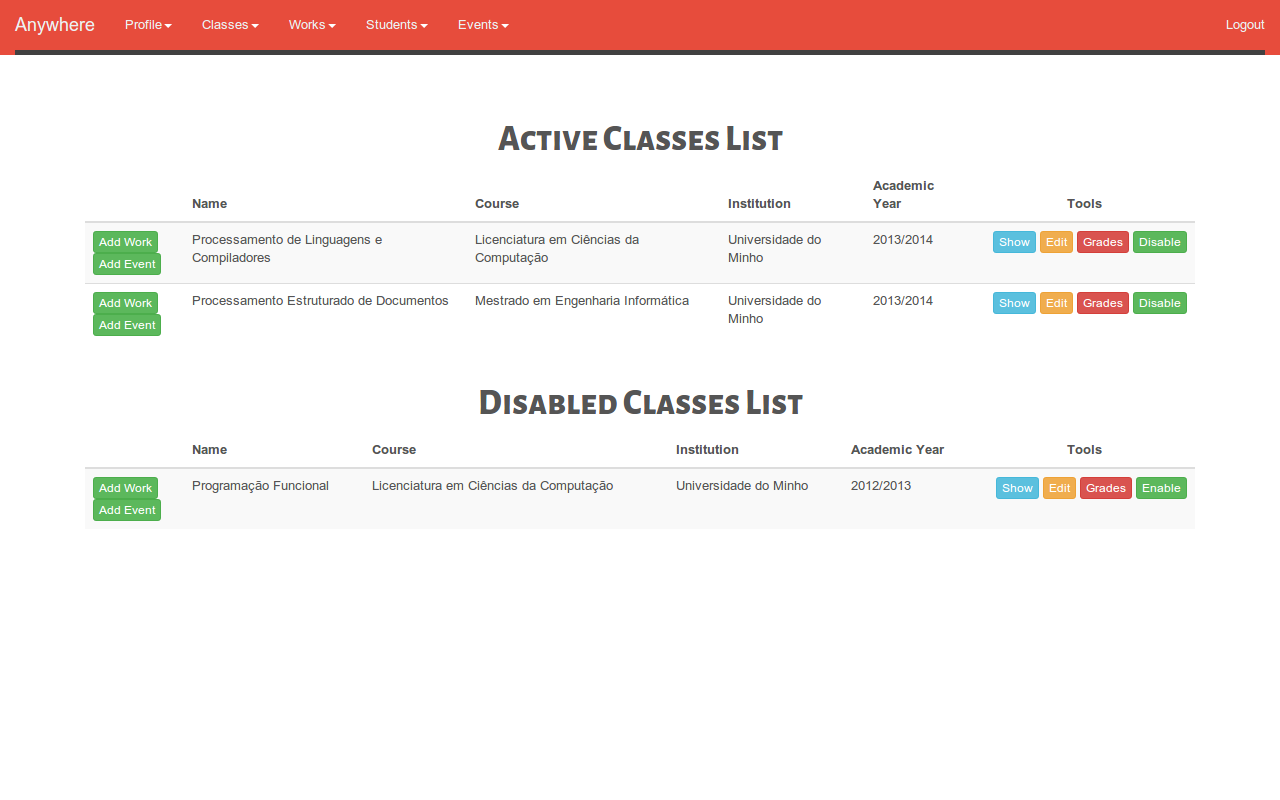 Anywhere Profile Classes Works Students Events Logout
Active Classes List
Academic
Name Course Institution Year Tools
Add Work Processamento de Linguagens e Licenciatura em Ciências da Universidade do 2013/2014 Show Edit Grades Disable
Compiladores Computação Minho
Add Event
Add Work Processamento Estruturado de Documentos Mestrado em Engenharia Informática Universidade do 2013/2014 Show Edit Grades Disable
Minho
Add Event
Disabled Classes List
Name Course Institution Academic Year Tools
Add Work Programação Funcional Licenciatura em Ciências da Computação Universidade do Minho 2012/2013 Show Edit Grades Enable
Add Event